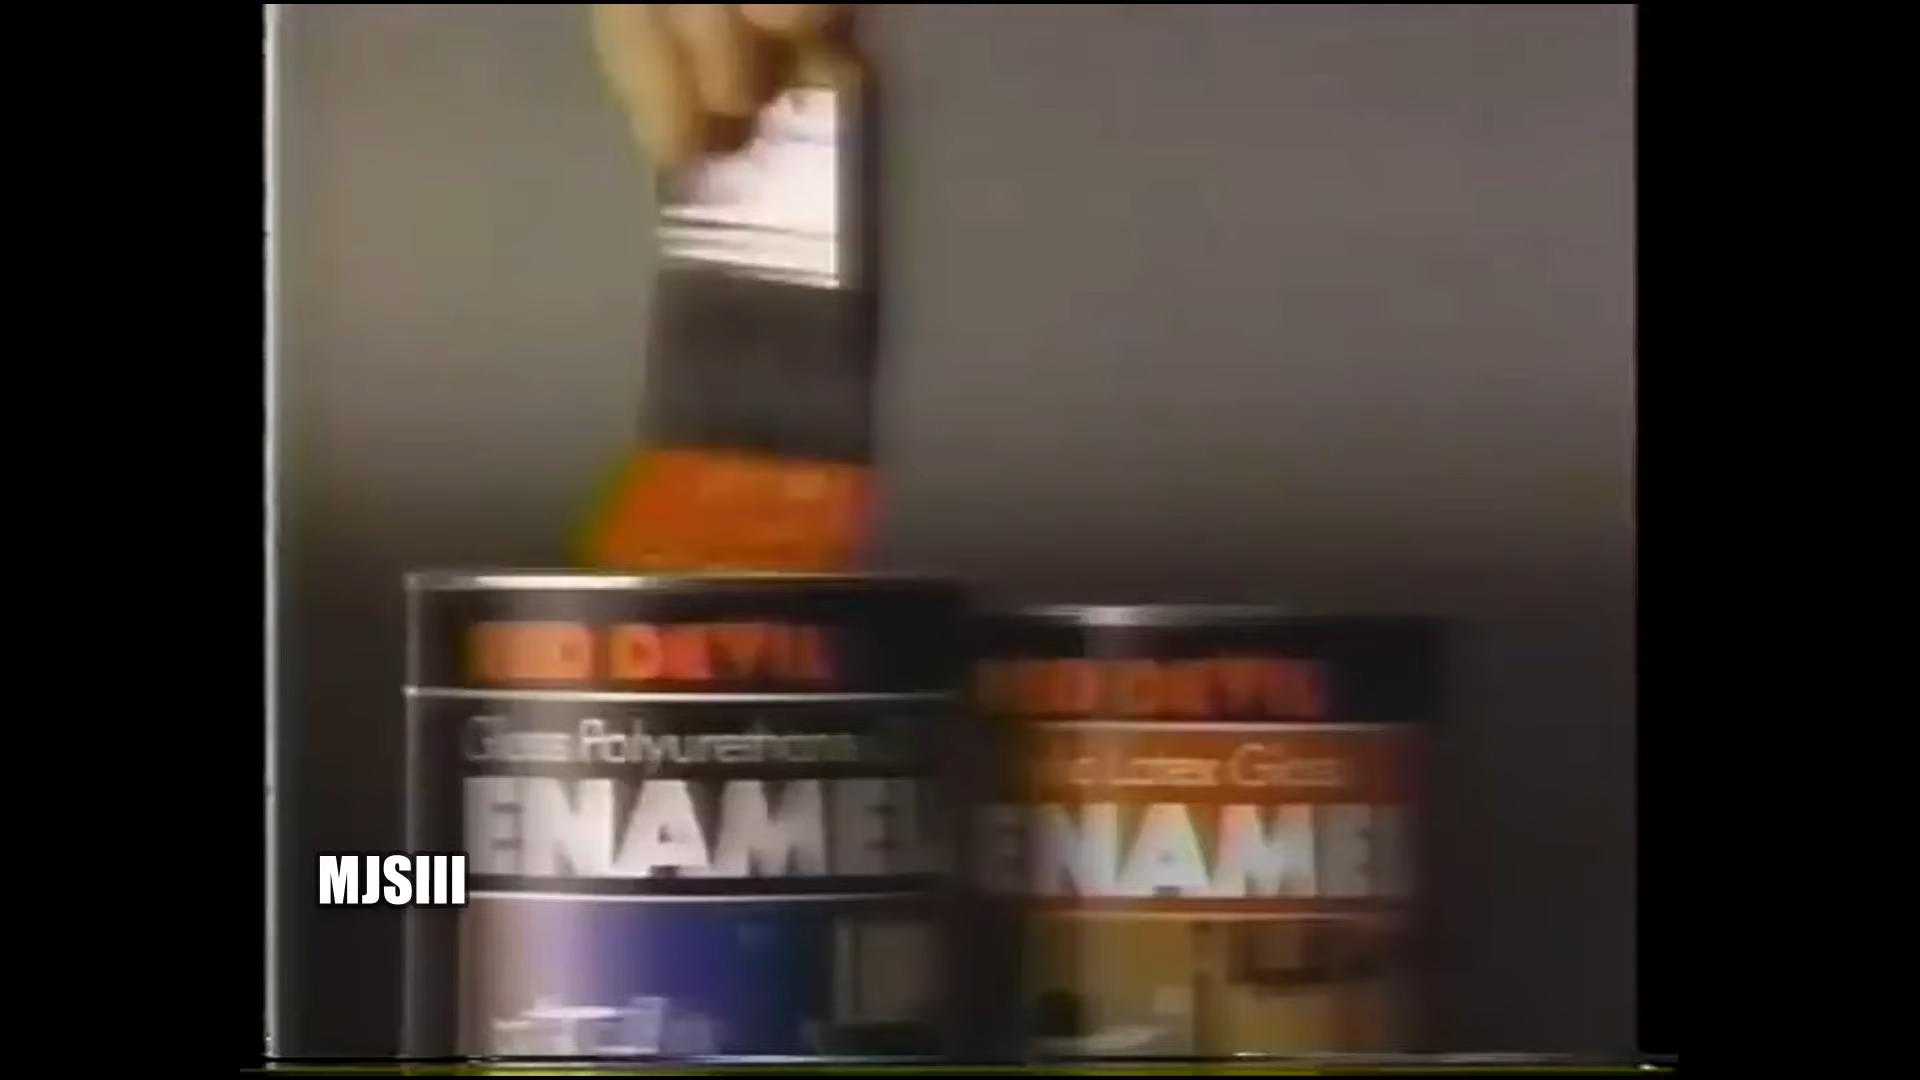 RED DEVIL
Gloss Polyurethane
ENAMEL
RED DEVIL
Latex Gloss
ENAMEL
MJSIII